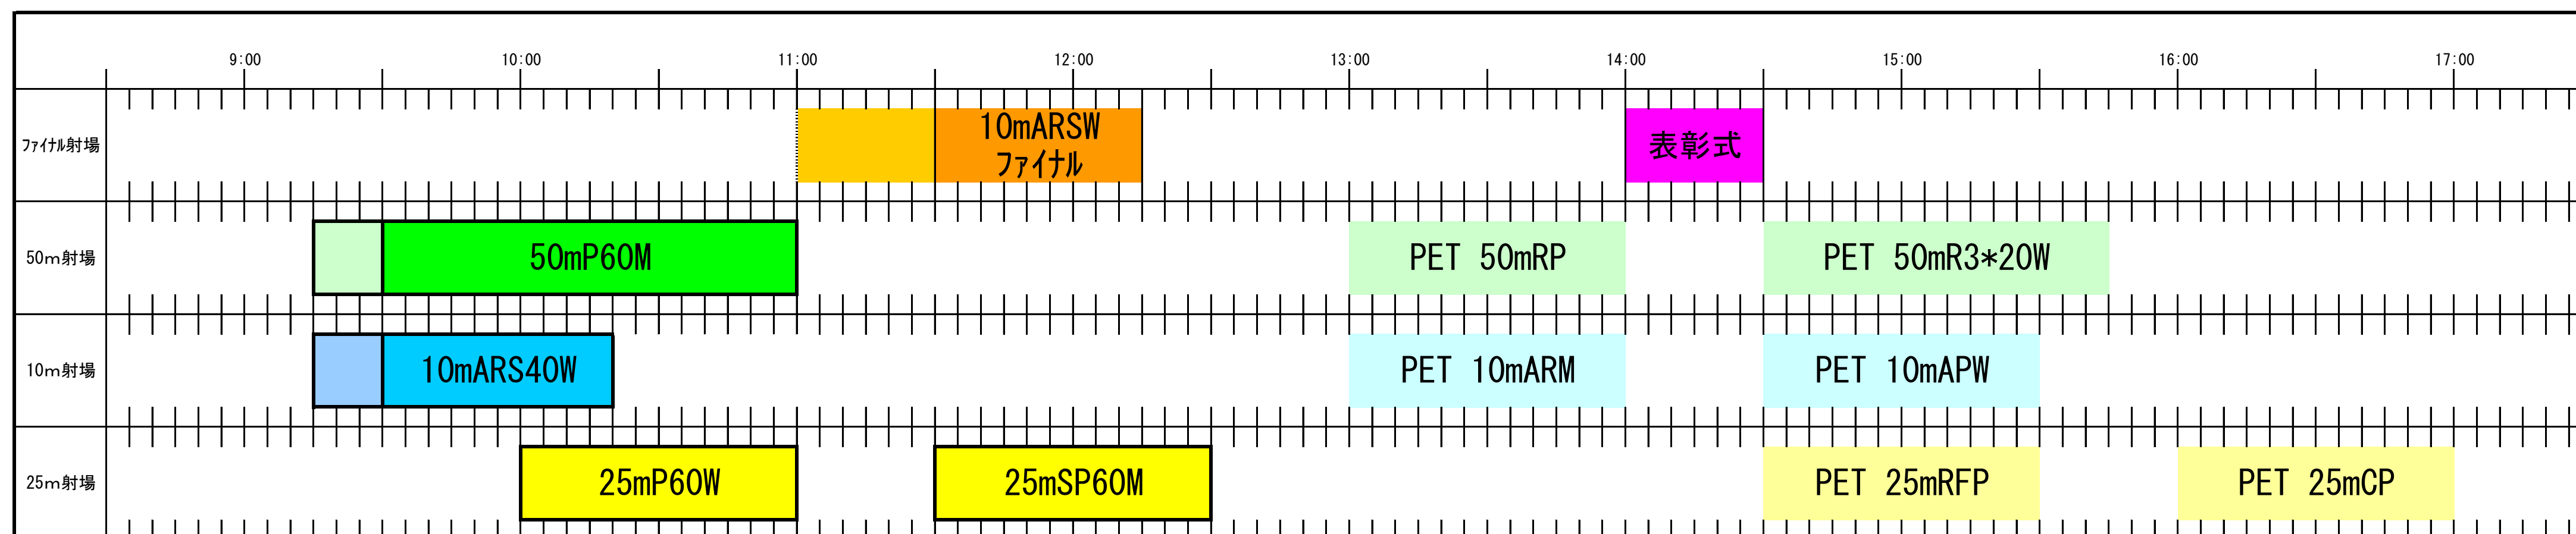 9:00 10:00 11:00 12:00 13:00 14:00 15:00 16:00 17:00
ﾌｧｲﾅﾙ射場
10mARSW
ファイナル
表彰式
50ｍ射場
50mP60M
PET 50mRP
PET 50mR3*20W
10ｍ射場
10mARS40W
PET 10mARM
PET 10mAPW
25ｍ射場
25mP60W
25mSP60M
PET 25mRFP
PET 25mCP